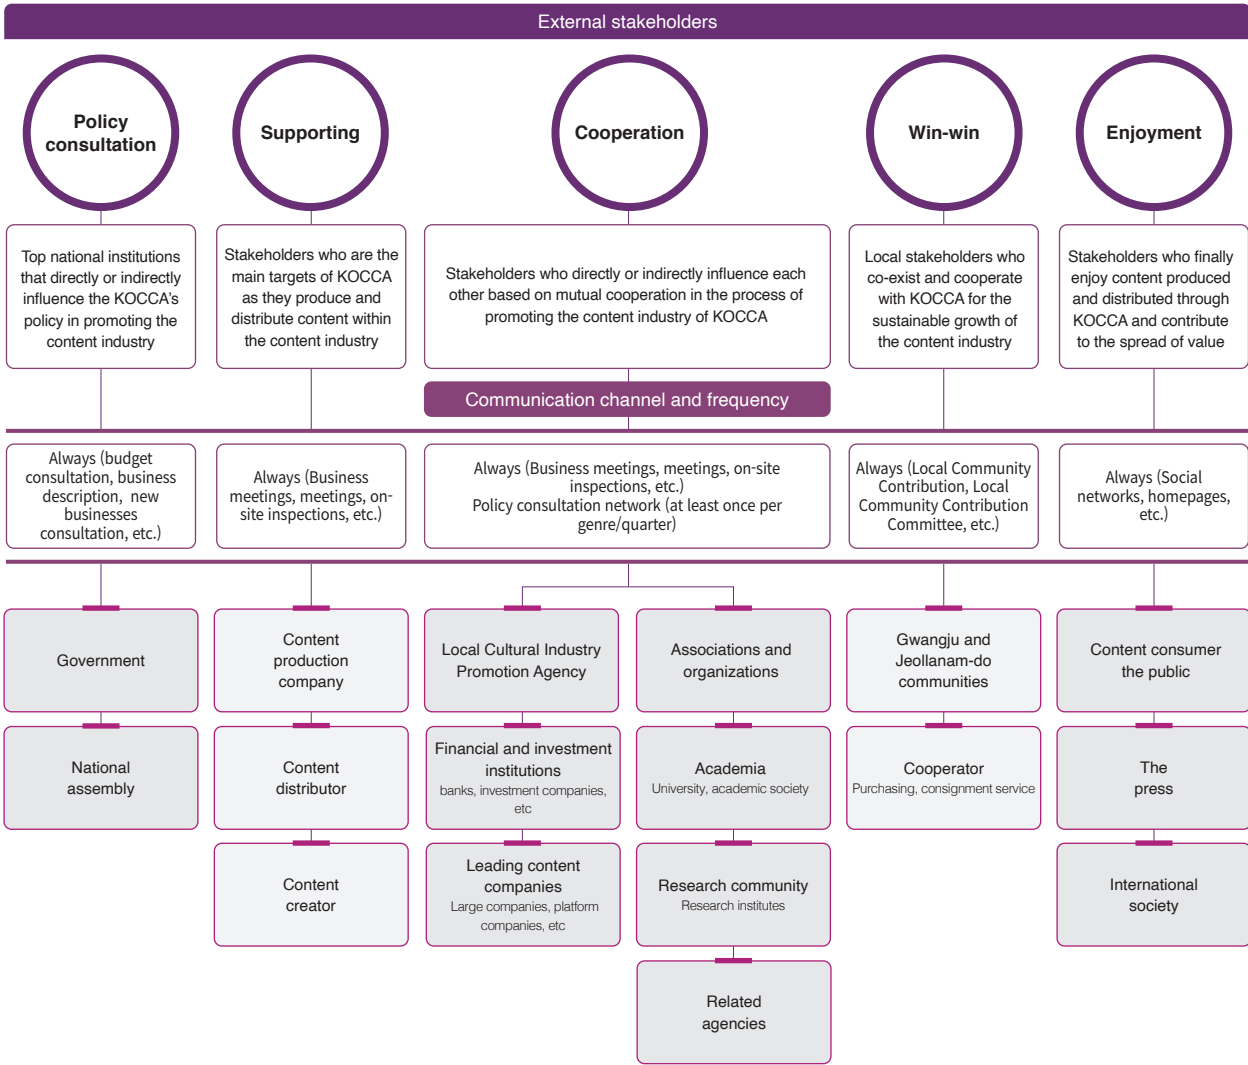 External stakeholders
Policy
consultation
Supporting
Cooperation
Win-win
Enjoyment
Top national institutions
that directly or indirectly
influence the KOCCA's
policy in promoting the
content industry
Stakeholders who are the
main targets of KOCCA
as they produce and
distribute content within
the content industry
Stakeholders who directly or indirectly influence each
other based on mutual cooperation in the process of
promoting the content industry of KOCCA
Local stakeholders who
co-exist and cooperate
with KOCCA for the
sustainable growth of
the content industry
Stakeholders who finally
enjoy content produced
and distributed through
KOCCA and contribute
to the spread of value
Communication channel and frequency
Always (budget
consultation, business
description, new
businesses
consultation, etc.)
Always (Business
meetings, meetings, on-
site inspections, etc.)
Always (Business meetings, meetings, on-site
inspections, etc.)
Policy consultation network (at least once per
genre/quarter)
Always (Local Community
Contribution, Local
Community Contribution
Committee, etc.)
Always (Social
networks, homepages,
etc.)
Government
National
assembly
Content
production
company
Content
distributor
Content
creator
Local Cultural Industry
Promotion Agency
Financial and investment
institutions
banks, investment companies,
etc
Leading content
companies
Large companies, platform
companies, etc
Associations and
organizations
Academia
University, academic society
Research community
Research institutes
Related
agencies
Gwangju and
Jeollanam-do
communities
Cooperator
Purchasing, consignment service
Content consumer
the public
The
press
International
society